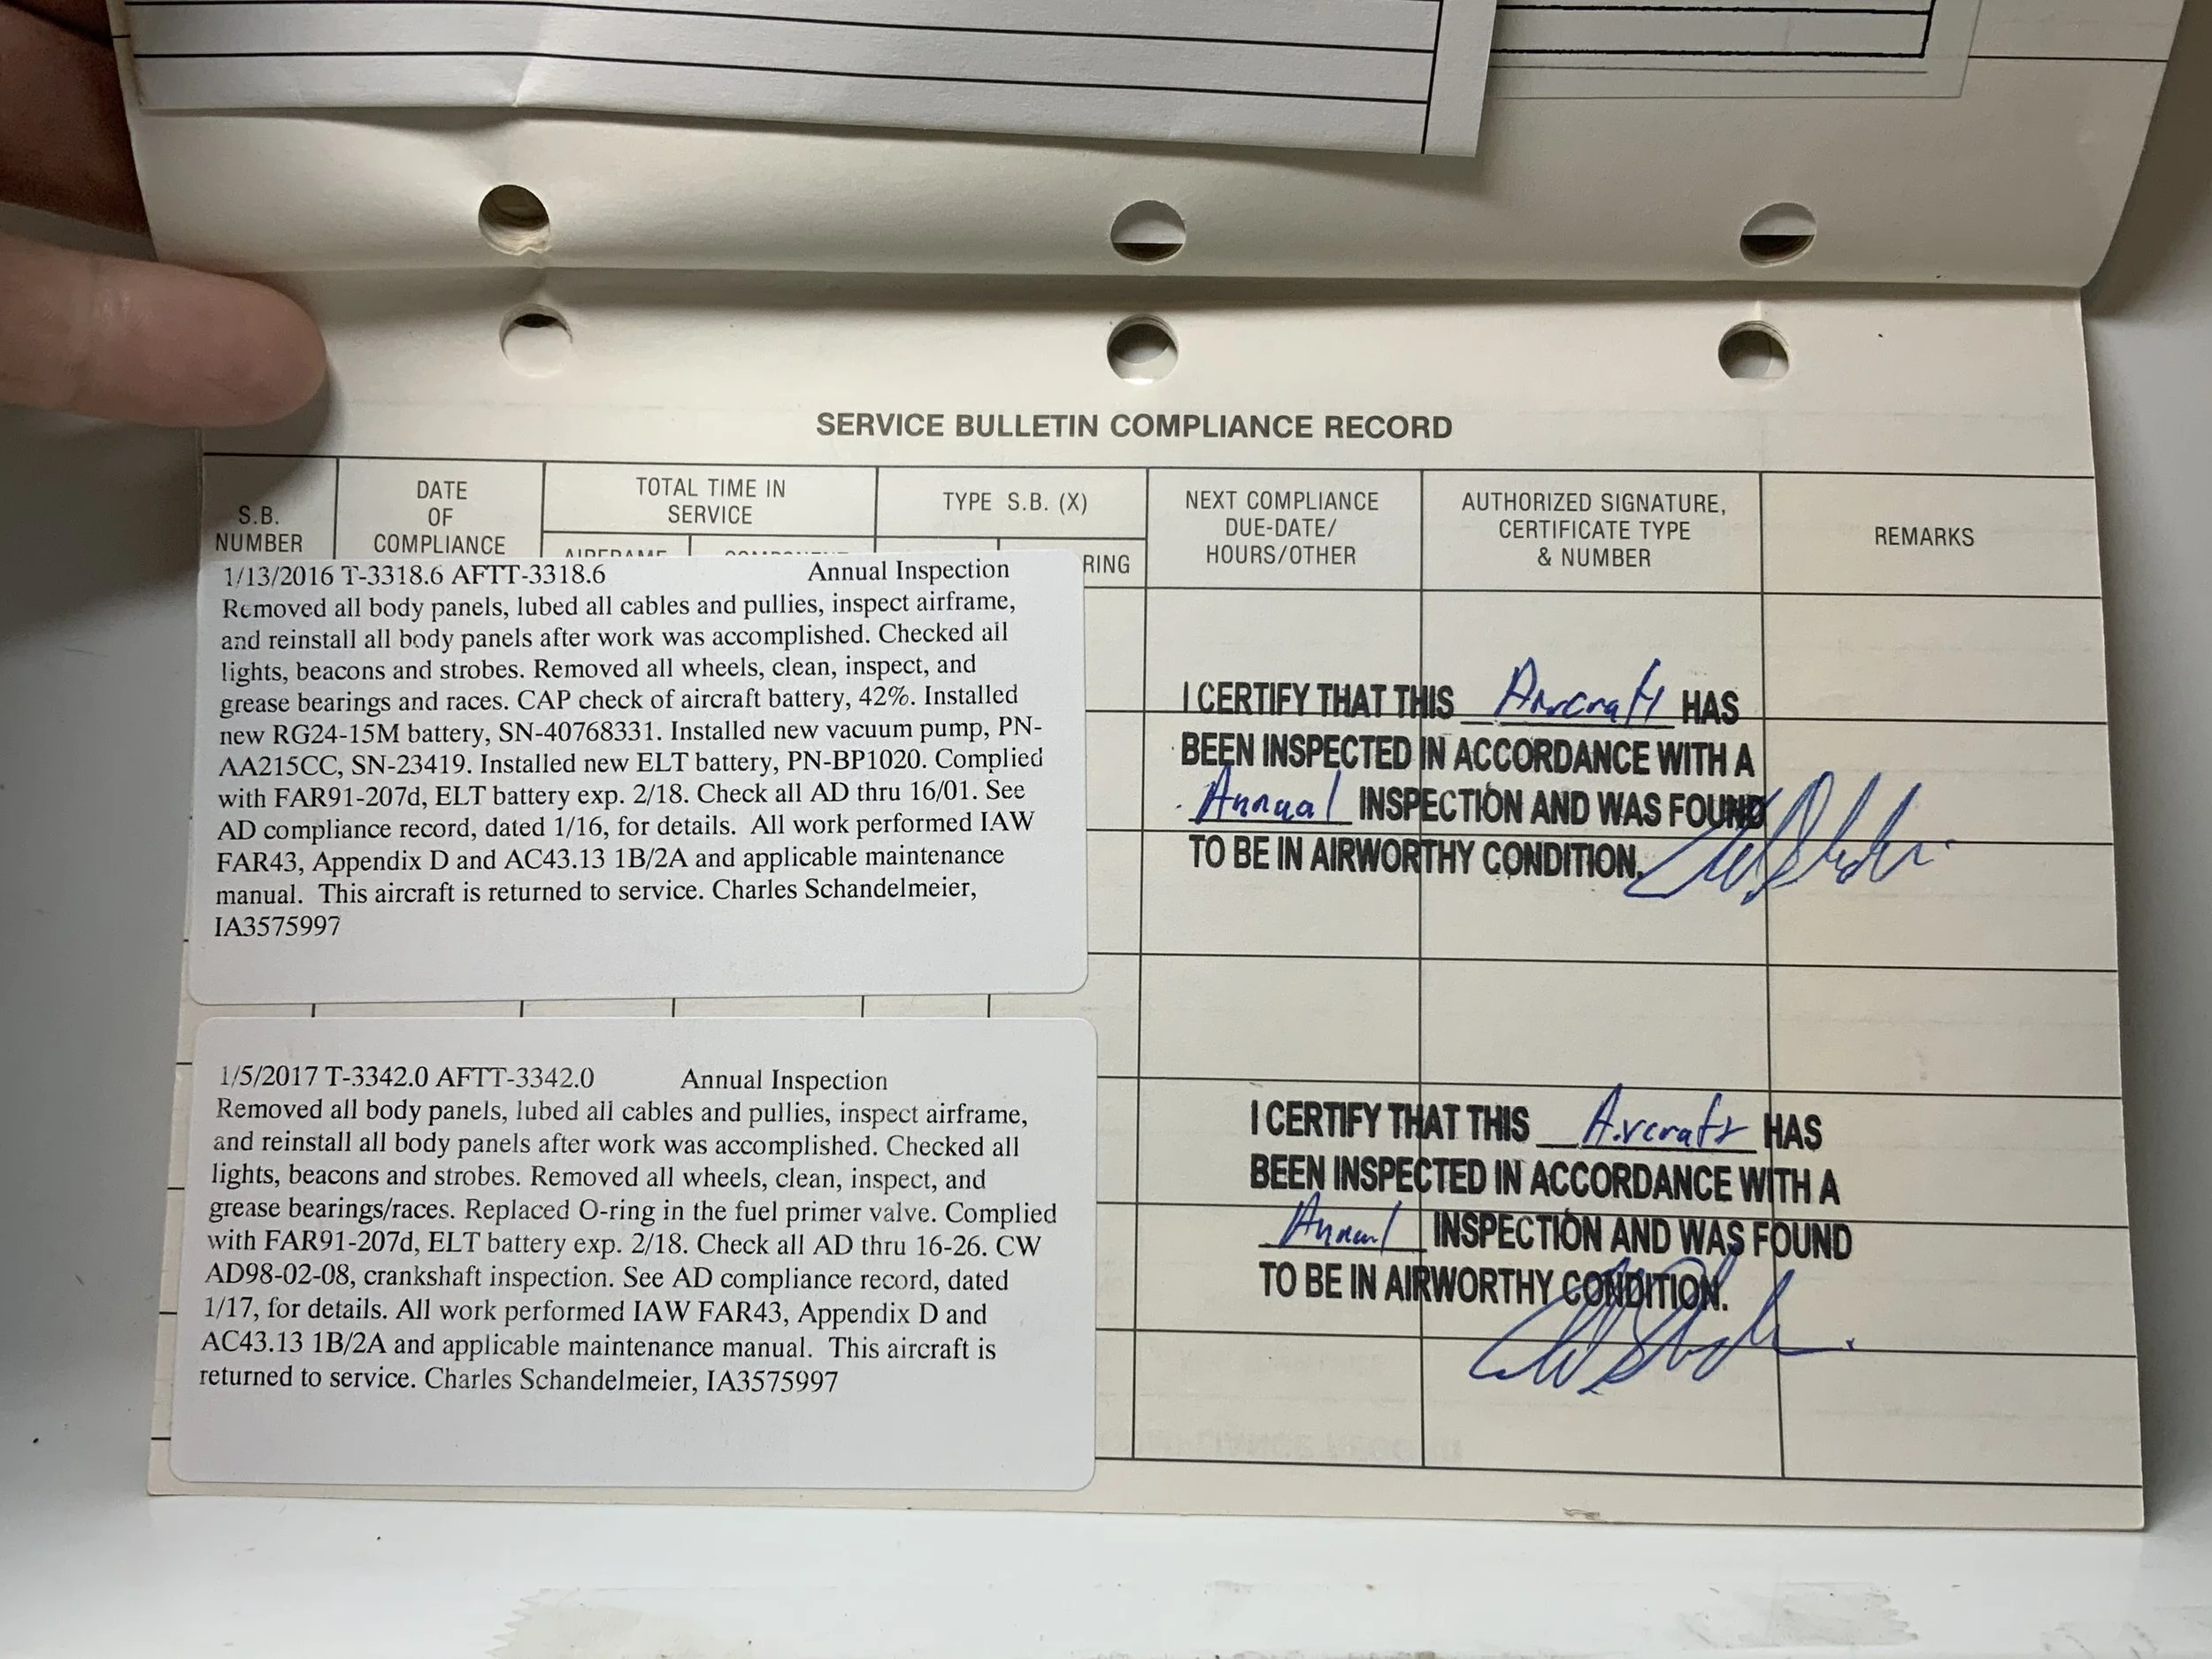 SERVICE BULLETIN COMPLIANCE RECORD
S.B.
NUMBER
DATE
OF
COMPLIANCE
TOTAL TIME IN
SERVICE
AIRFRAME
TYPE S.B. (X)
RING
NEXT COMPLIANCE
DUE-DATE/
HOURS/OTHER
AUTHORIZED SIGNATURE,
CERTIFICATE TYPE
& NUMBER
REMARKS
1/13/2016 T-3318.6 AFTT-3318.6 Annual Inspection
Removed all body panels, lubed all cables and pullies, inspect airframe,
and reinstall all body panels after work was accomplished. Checked all
lights, beacons and strobes. Removed all wheels, clean, inspect, and
grease bearings and races. CAP check of aircraft battery, 42%. Installed
new RG24-15M battery, SN-40768331. Installed new vacuum pump, PN-
AA215CC, SN-23419. Installed new ELT battery, PN-BP1020. Complied
with FAR91-207d, ELT battery exp. 2/18. Check all AD thru 16/01. See
AD compliance record, dated 1/16, for details. All work performed IAW
FAR43, Appendix D and AC43.13 1B/2A and applicable maintenance
manual. This aircraft is returned to service. Charles Schandelmeier,
IA3575997
I CERTIFY THAT THIS Aircraft HAS
BEEN INSPECTED IN ACCORDANCE WITH A
Annual INSPECTION AND WAS FOUND
TO BE IN AIRWORTHY CONDITION.
1/5/2017 T-3342.0 AFTT-3342.0 Annual Inspection
Removed all body panels, lubed all cables and pullies, inspect airframe,
and reinstall all body panels after work was accomplished. Checked all
lights, beacons and strobes. Removed all wheels, clean, inspect, and
grease bearings/races. Replaced O-ring in the fuel primer valve. Complied
with FAR91-207d, ELT battery exp. 2/18. Check all AD thru 16-26. CW
AD98-02-08, crankshaft inspection. See AD compliance record, dated
1/17, for details. All work performed IAW FAR43, Appendix D and
AC43.13 1B/2A and applicable maintenance manual. This aircraft is
returned to service. Charles Schandelmeier, IA3575997
I CERTIFY THAT THIS Aircraft HAS
BEEN INSPECTED IN ACCORDANCE WITH A
Annual INSPECTION AND WAS FOUND
TO BE IN AIRWORTHY CONDITION.